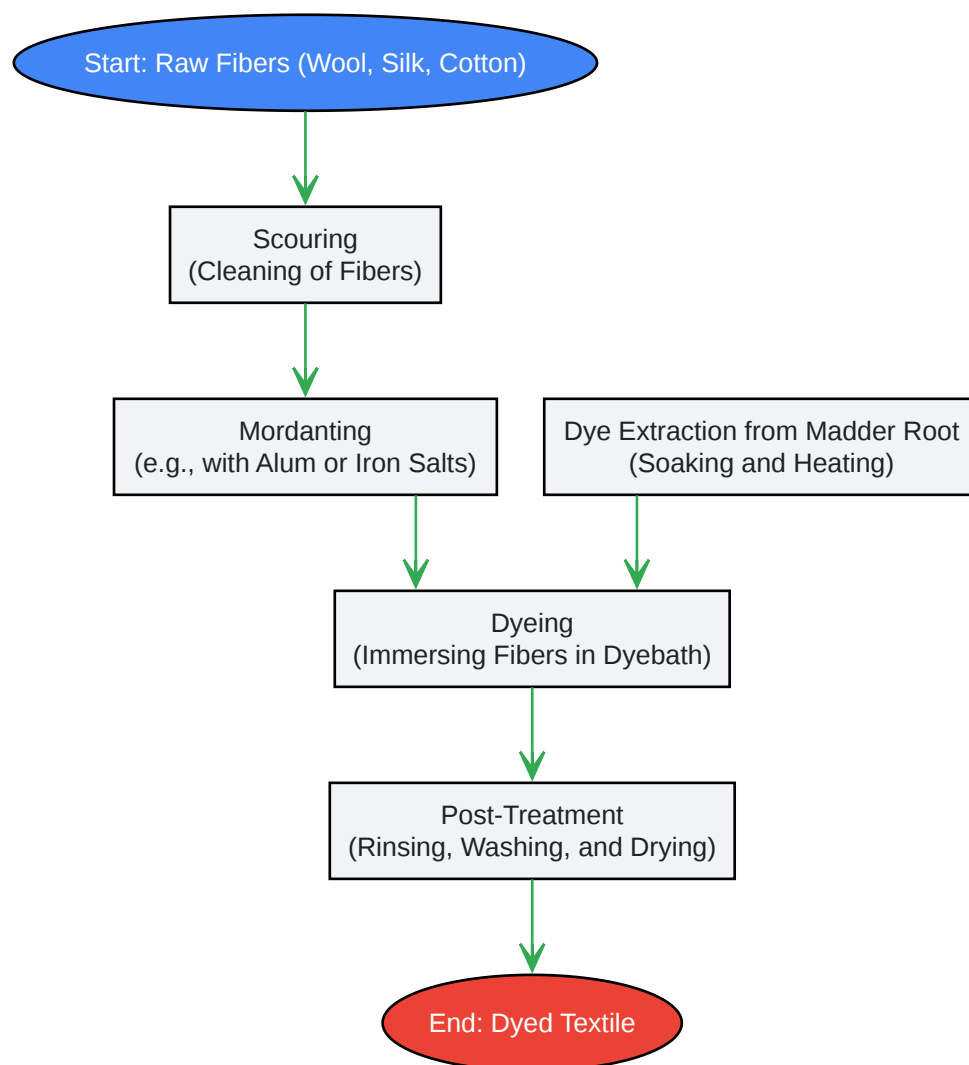 Start: Raw Fibers (Wool, Silk, Cotton)
Scouring
(Cleaning of Fibers)
Mordanting
(e.g., with Alum or Iron Salts)
Dye Extraction from Madder Root
(Soaking and Heating)
Dyeing
(Immersing Fibers in Dyebath)
Post-Treatment
(Rinsing, Washing, and Drying)
End: Dyed Textile